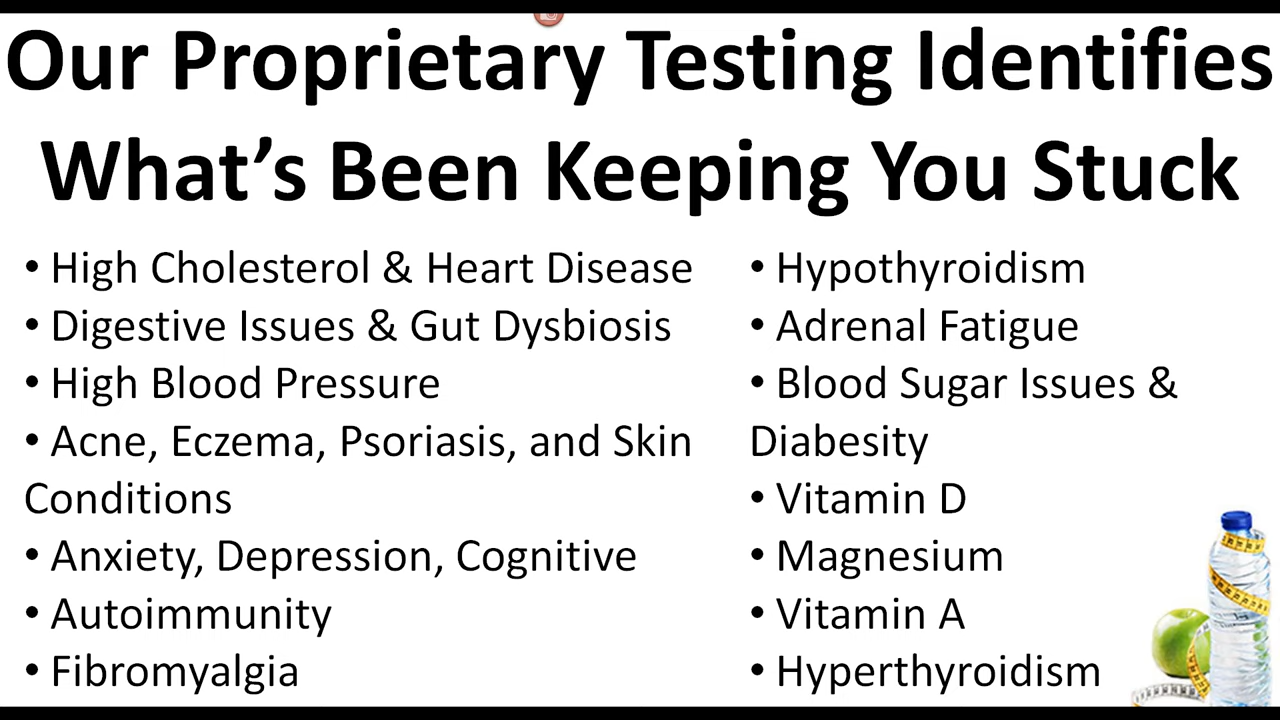 Our Proprietary Testing Identifies
What's Been Keeping You Stuck
• High Cholesterol & Heart Disease
• Digestive Issues & Gut Dysbiosis
• High Blood Pressure
• Acne, Eczema, Psoriasis, and Skin
Conditions
• Anxiety, Depression, Cognitive
• Autoimmunity
• Fibromyalgia
• Hypothyroidism
• Adrenal Fatigue
• Blood Sugar Issues &
Diabesity
• Vitamin D
• Magnesium
• Vitamin A
• Hyperthyroidism